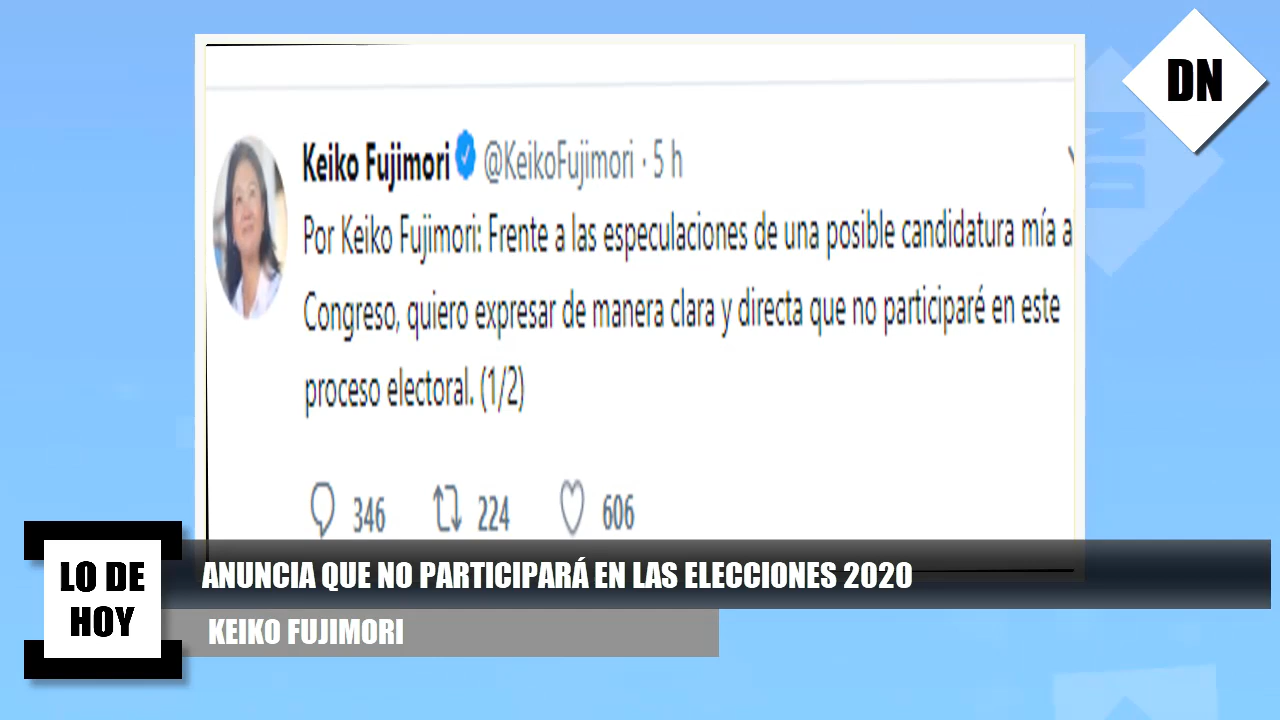 DN
Keiko Fujimori @KeikoFujimori · 5 h
Por Keiko Fujimori: Frente a las especulaciones de una posible candidatura mía a
Congreso, quiero expresar de manera clara y directa que no participaré en este
proceso electoral. (1/2)
346 224 606
LO DE
HOY
ANUNCIA QUE NO PARTICIPARÁ EN LAS ELECCIONES 2020
KEIKO FUJIMORI
DN